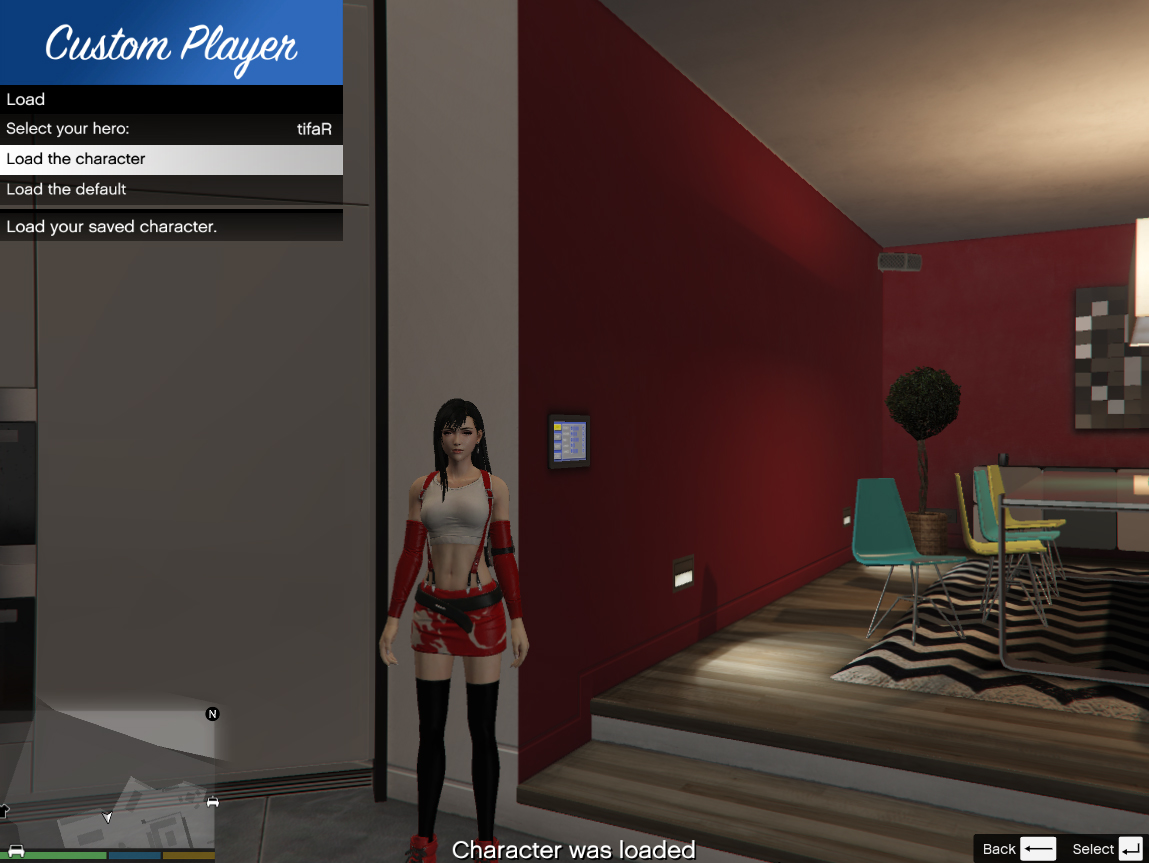 Custom Player
Load
Select your hero: tifaR
Load the character
Load the default
Load your saved character.
N
Character was loaded
Back Select